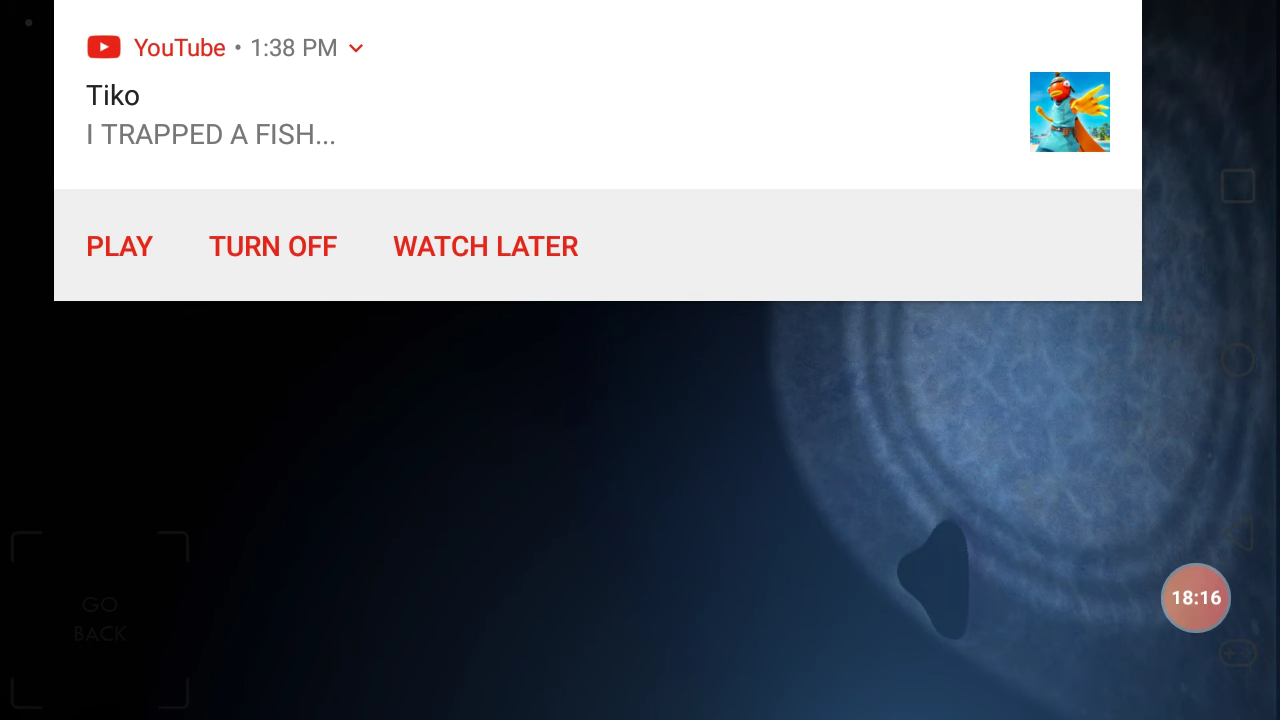 YouTube • 1:38 PM
Tiko
I TRAPPED A FISH...
PLAY TURN OFF WATCH LATER
18:16
GO
BACK